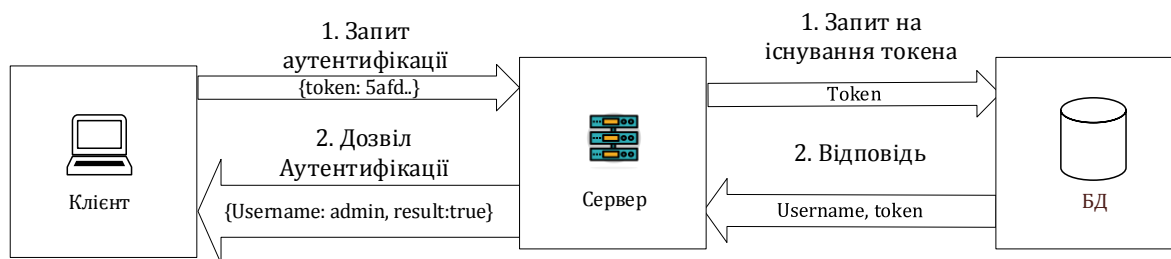 1. Запит
аутентифікації
{token: 5afd..}
2. Дозвіл
Аутентифікації
{Username: admin, result:true}
Клієнт
Сервер
1. Запит на
існування токена
Token
2. Відповідь
Username, token
БД